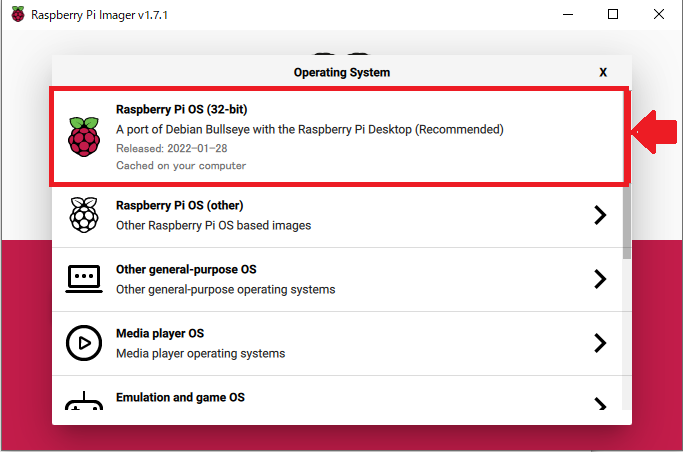 Raspberry Pi Imager v1.7.1
Operating System
X
Raspberry Pi OS (32-bit)
A port of Debian Bullseye with the Raspberry Pi Desktop (Recommended)
Released: 2022-01-28
Cached on your computer
Raspberry Pi OS (other)
Other Raspberry Pi OS based images
Other general-purpose OS
Other general-purpose operating systems
Media player OS
Media player operating systems
Emulation and game OS